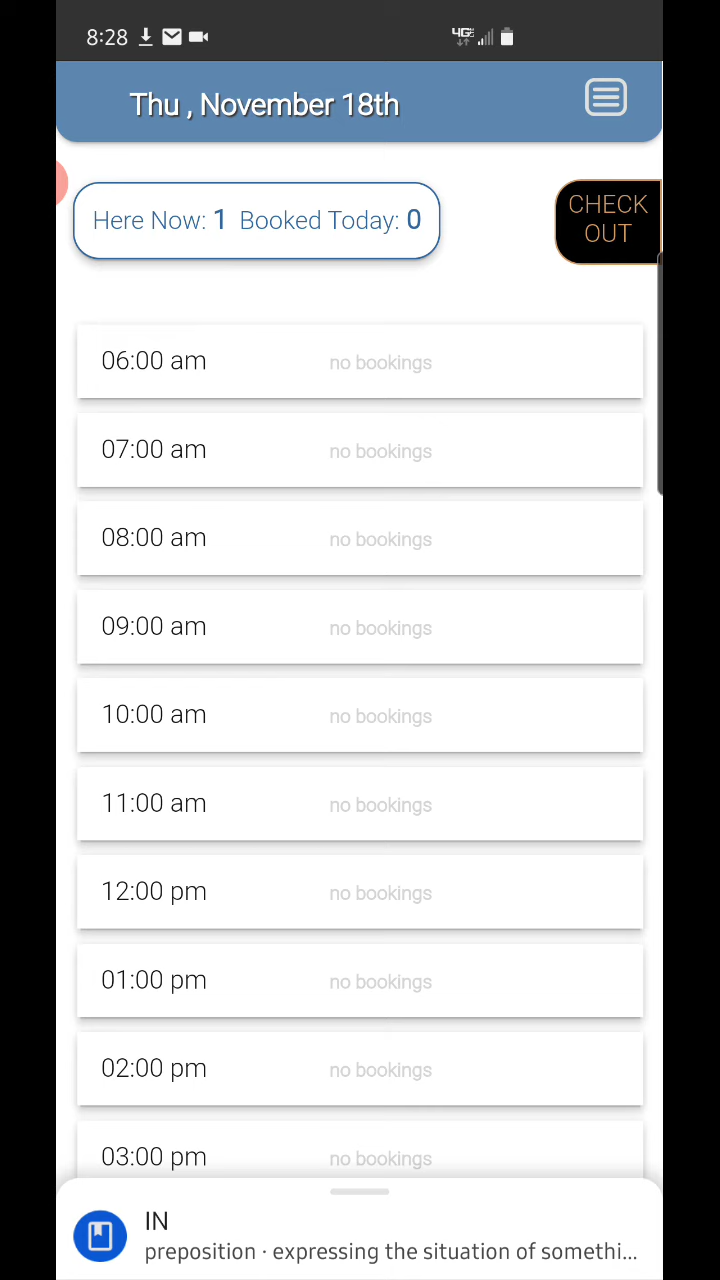 8:28
4G
Thu , November 18th
Here Now: 1 Booked Today: 0
CHECK
OUT
06:00 am no bookings
07:00 am no bookings
08:00 am no bookings
09:00 am no bookings
10:00 am no bookings
11:00 am no bookings
12:00 pm no bookings
01:00 pm no bookings
02:00 pm no bookings
03:00 pm no bookings
IN
preposition · expressing the situation of somethi...